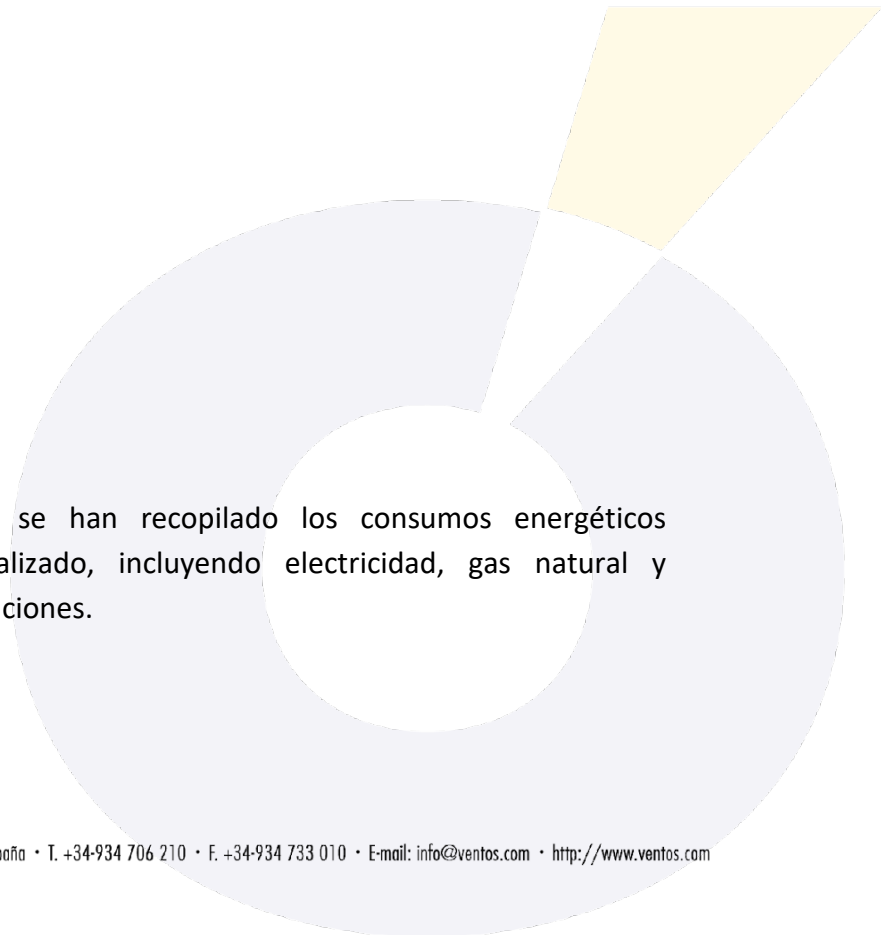 se han recopilado los consumos energéticos
alizado, incluyendo electricidad, gas natural y
ciones.
paña · T. +34-934 706 210 · F. +34-934 733 010 · E-mail: info@ventos.com · http://www.ventos.com